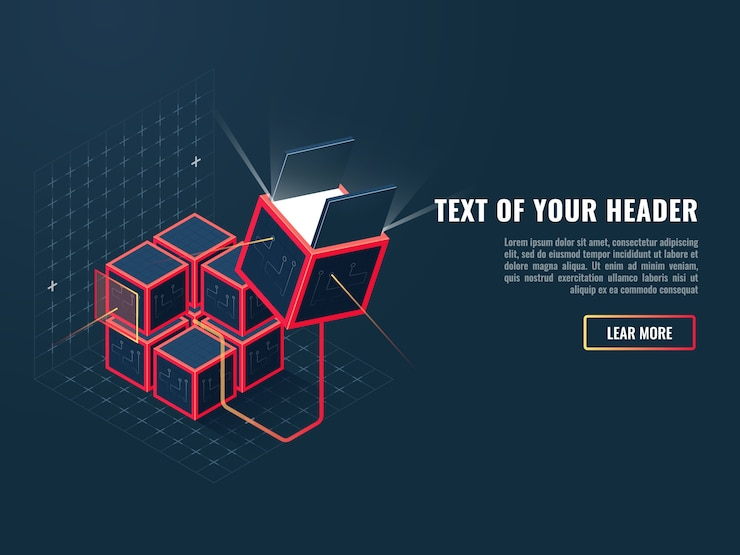 TEXT OF YOUR HEADER
Lorem ipsum dolor sit amet, consectetur adipiscing
elit, sed do eiusmod tempor incididunt ut labore et
dolore magna aliqua. Ut enim ad minim veniam,
quis nostrud exercitation ullamco laboris nisi ut
aliquip ex ea commodo consequat
LEAR MORE